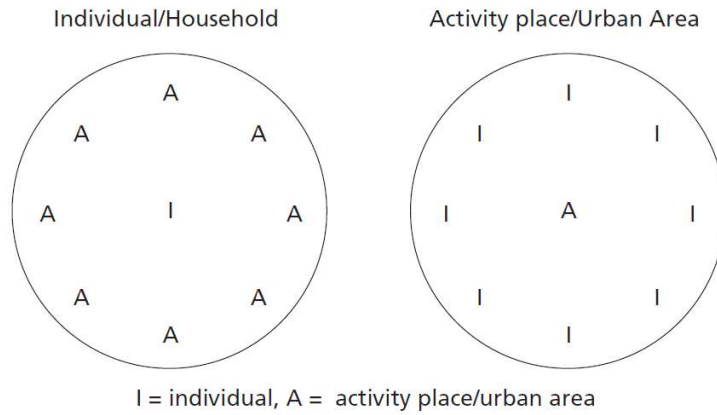 Individual/Household
Activity place/Urban Area
A
A
A
A
I
A
A
A
A
I
I
I
I
A
I
I
I
I
I = individual, A = activity place/urban area